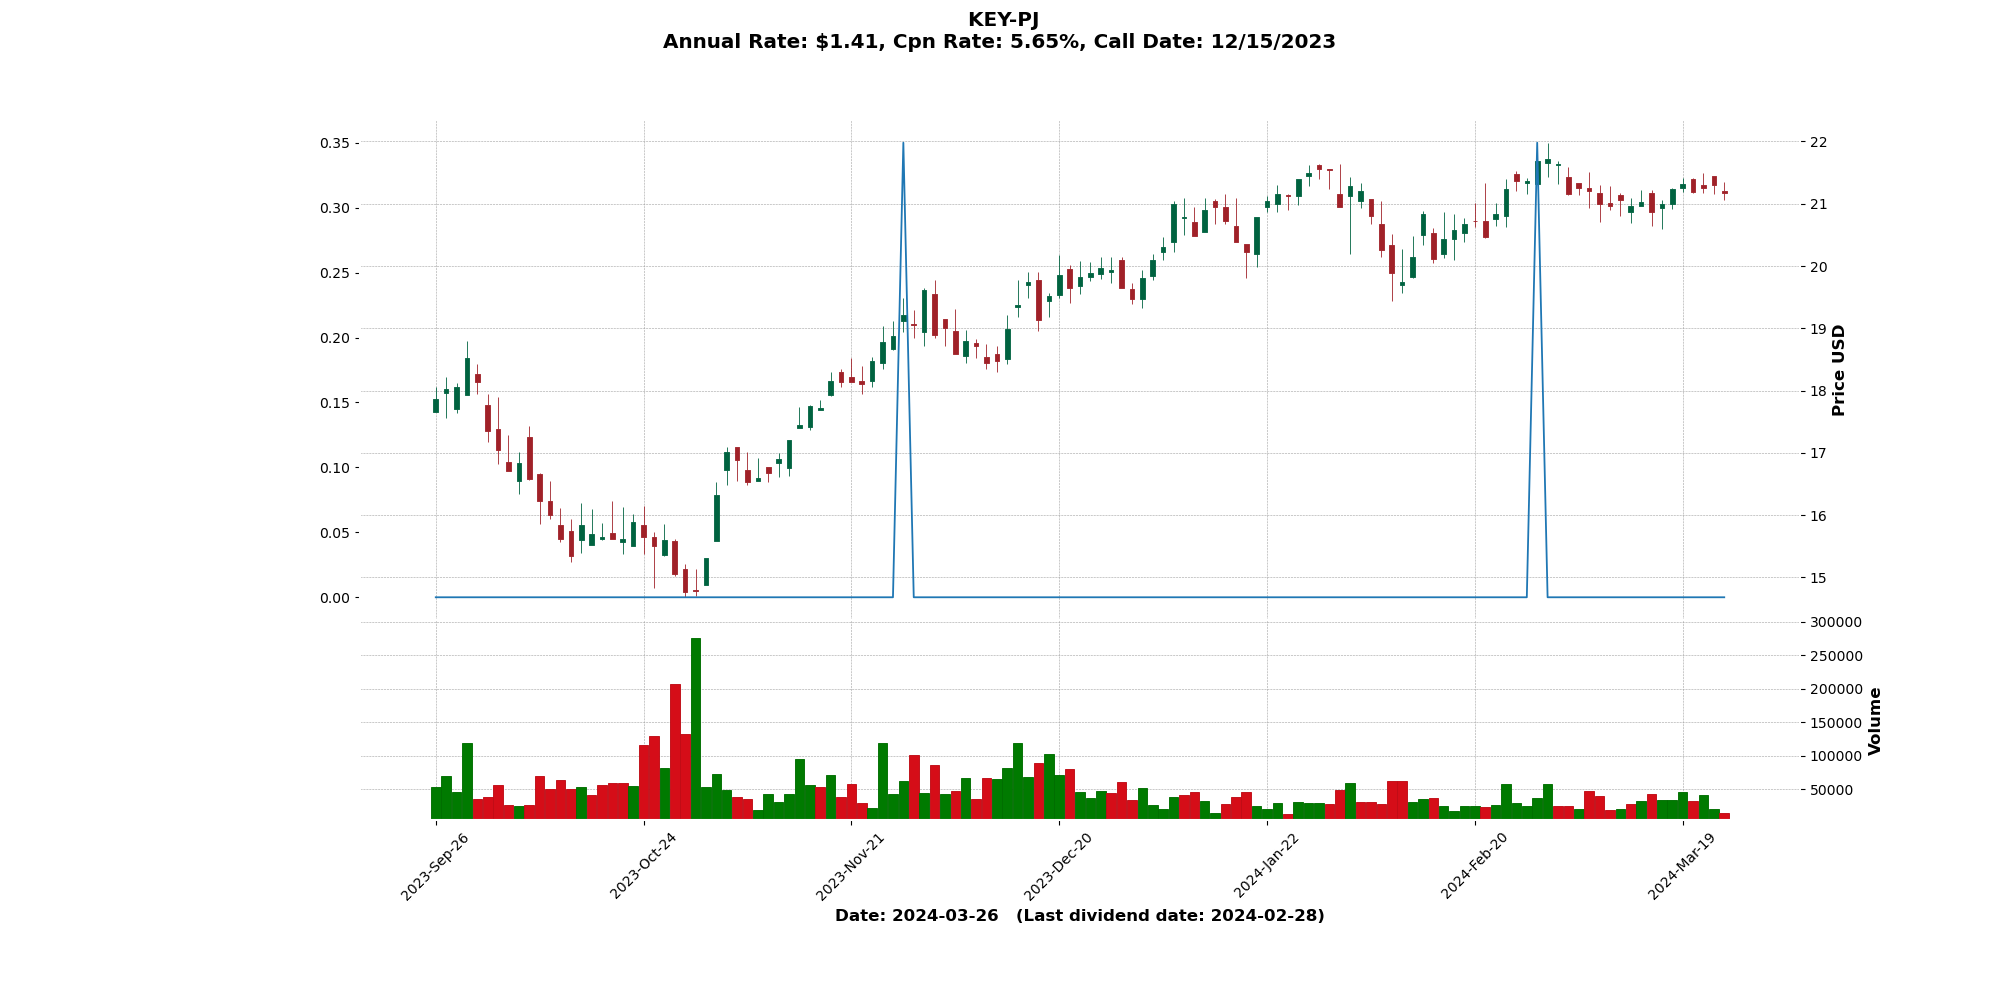 KEY-PJ
Annual Rate: $1.41, Cpn Rate: 5.65%, Call Date: 12/15/2023
0.35
0.30
0.25
0.20
0.15
0.10
0.05
0.00
22
21
20
19
18
17
16
15
Price USD
300000
250000
200000
150000
100000
50000
Volume
2023-Sep-26
2023-Oct-24
2023-Nov-21
2023-Dec-20
2024-Jan-22
2024-Feb-20
2024-Mar-19
Date: 2024-03-26 (Last dividend date: 2024-02-28)